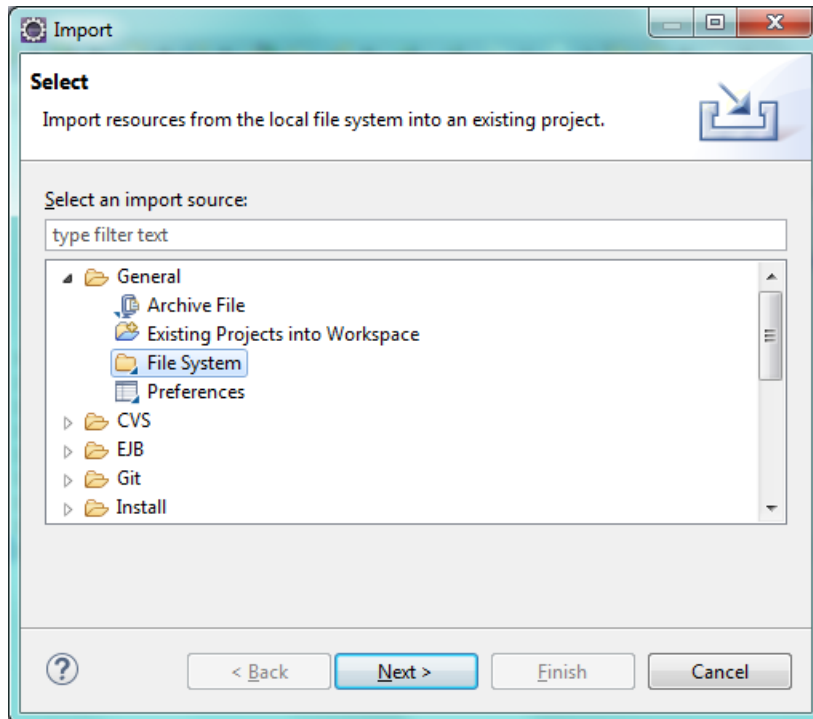 Import
Select
Import resources from the local file system into an existing project.
Select an import source:
type filter text
General
Archive File
Existing Projects into Workspace
File System
Preferences
CVS
EJB
Git
Install
?
< Back
Next >
Finish
Cancel